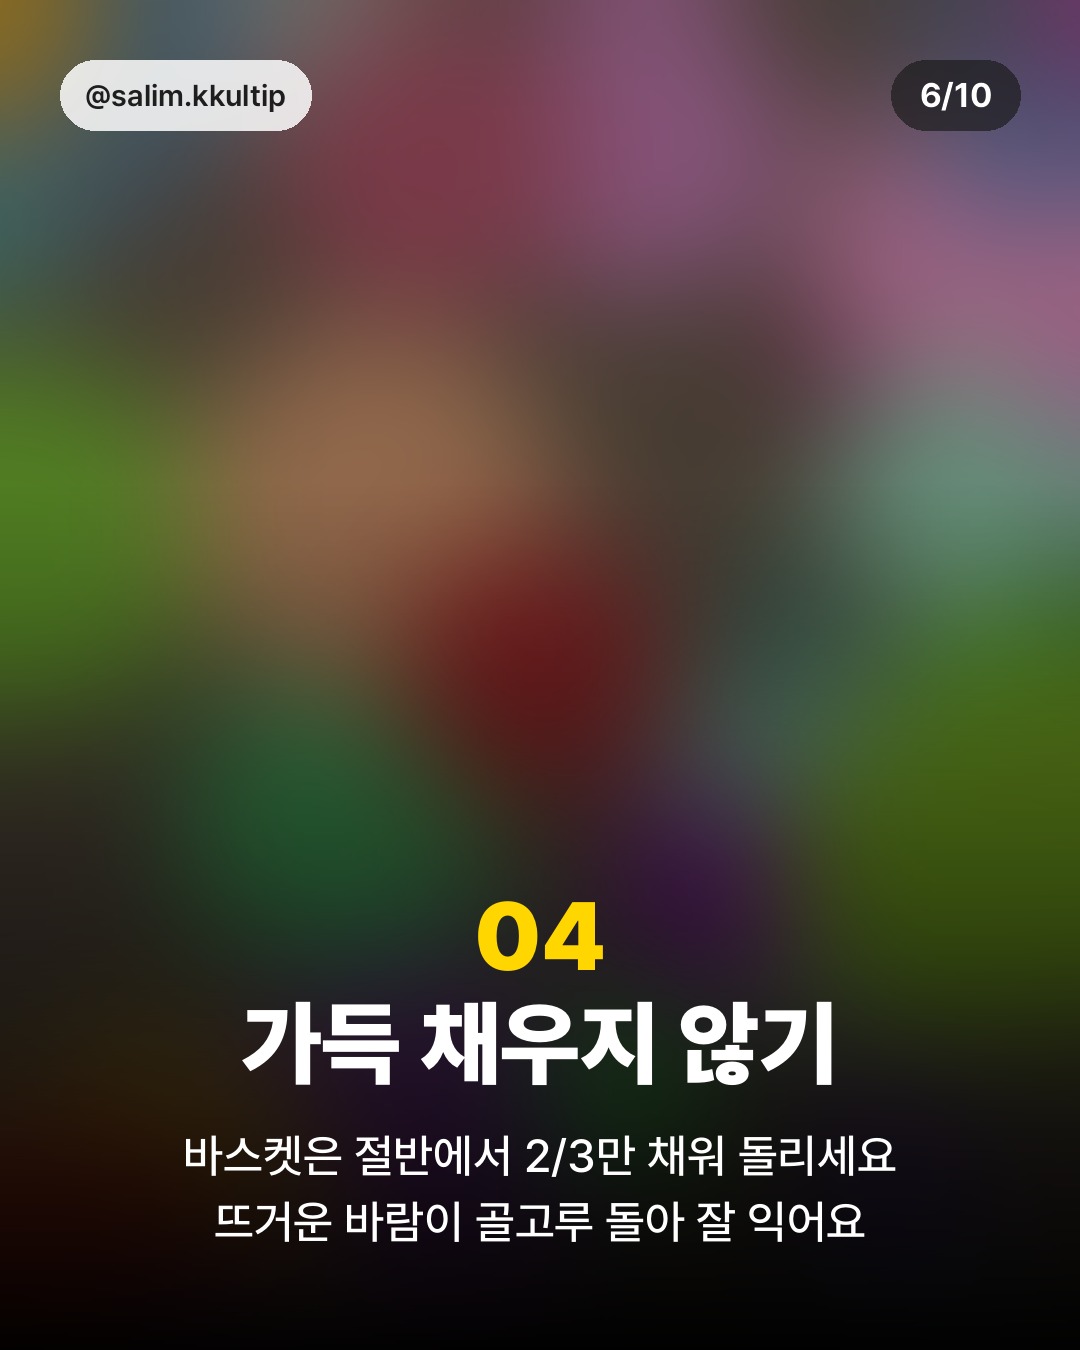 @salim.kkultip
6/10
04
가득 채우지 않기
바스켓은 절반에서 2/3만 채워 돌리세요
뜨거운 바람이 골고루 돌아 잘 익어요